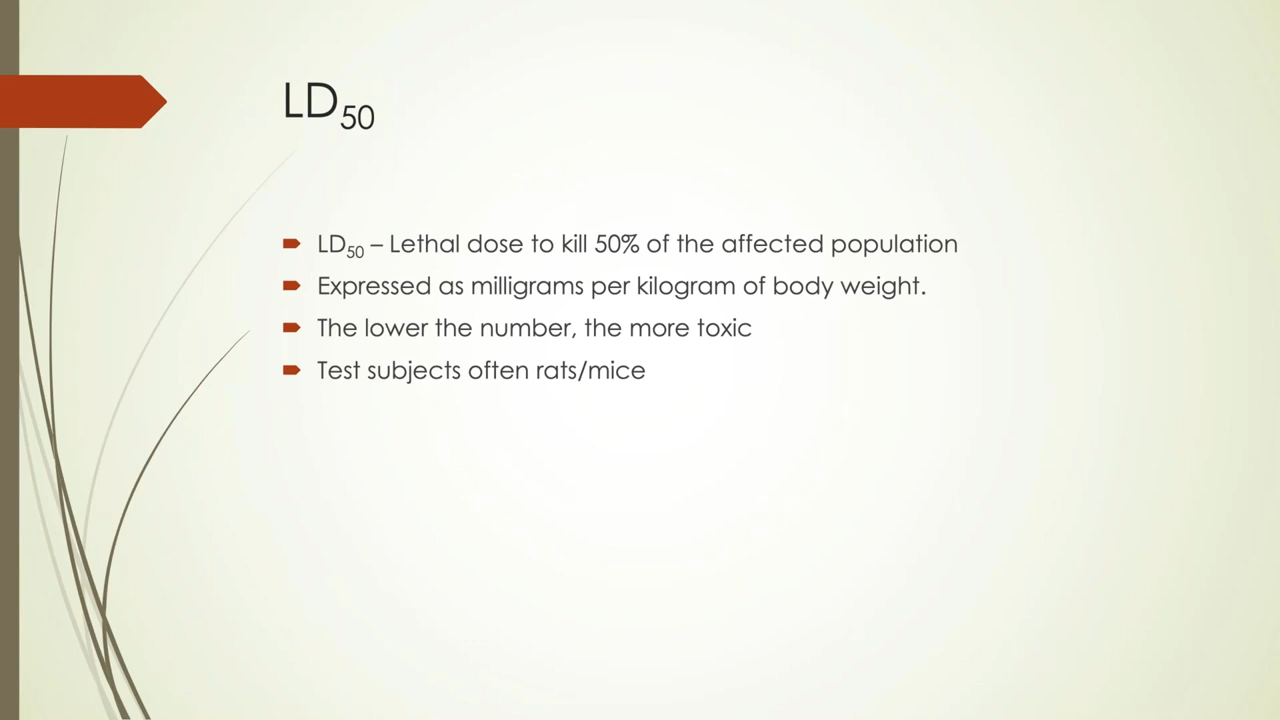 LD₅₀
LD₅₀ – Lethal dose to kill 50% of the affected population
Expressed as milligrams per kilogram of body weight.
The lower the number, the more toxic
Test subjects often rats/mice